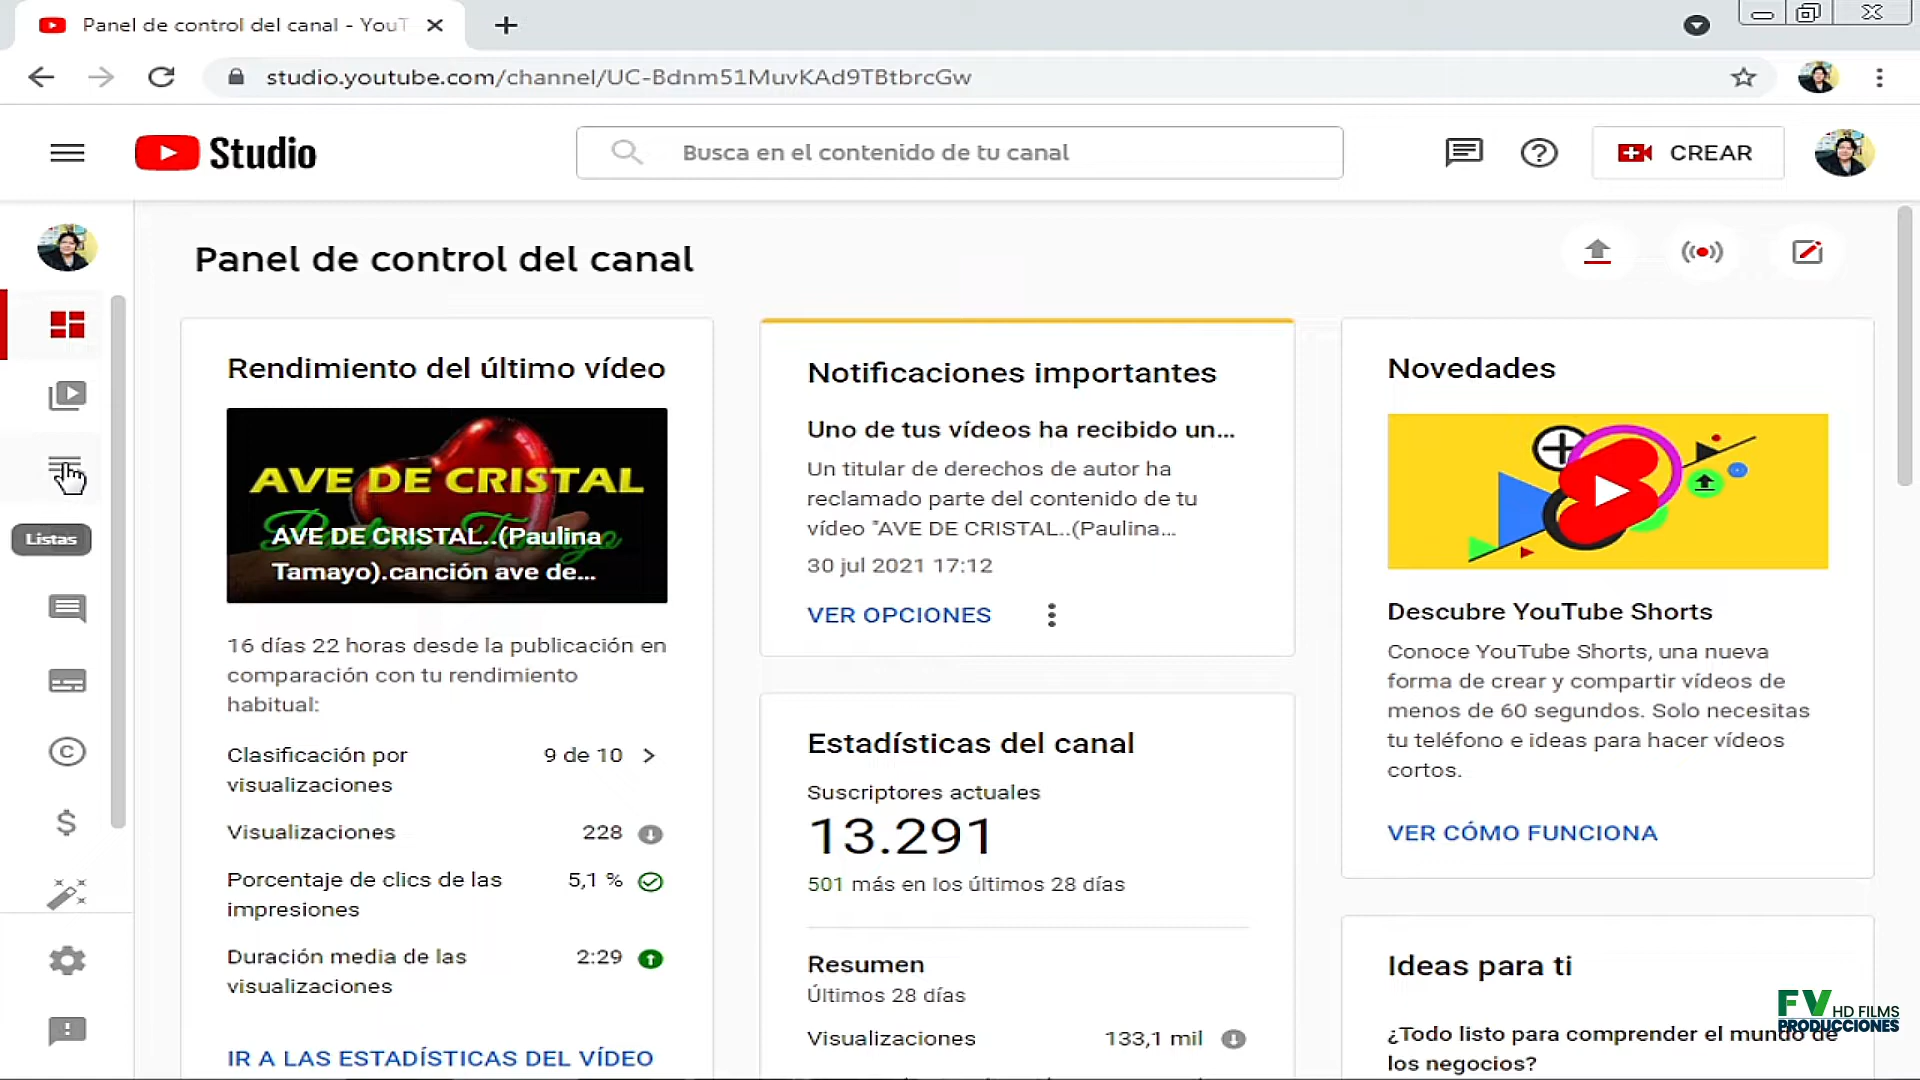 Panel de control del canal - YouT
studio.youtube.com/channel/UC-Bdnm51MuvKAd9TBtbrcGw
Studio
Busca en el contenido de tu canal
CREAR
Panel de control del canal
Listas
Rendimiento del último vídeo
AVE DE CRISTAL
AVE DE CRISTAL..(Paulina
Tamayo).canción ave de...
16 días 22 horas desde la publicación en
comparación con tu rendimiento
habitual:
Clasificación por
visualizaciones
9 de 10
Visualizaciones 228
Porcentaje de clics de las
impresiones
5,1 %
Duración media de las
visualizaciones
2:29
IR A LAS ESTADÍSTICAS DEL VÍDEO
Notificaciones importantes
Uno de tus vídeos ha recibido un...
Un titular de derechos de autor ha
reclamado parte del contenido de tu
vídeo "AVE DE CRISTAL..(Paulina...
30 jul 2021 17:12
VER OPCIONES
Estadísticas del canal
Suscriptores actuales
13.291
501 más en los últimos 28 días
Resumen
Últimos 28 días
Visualizaciones 133,1 mil
Novedades
Descubre YouTube Shorts
Conoce YouTube Shorts, una nueva
forma de crear y compartir vídeos de
menos de 60 segundos. Solo necesitas
tu teléfono e ideas para hacer vídeos
cortos.
VER CÓMO FUNCIONA
Ideas para ti
¿Todo listo para comprender el mundo de
los negocios?
FV HD FILMS
PRODUCCIONES